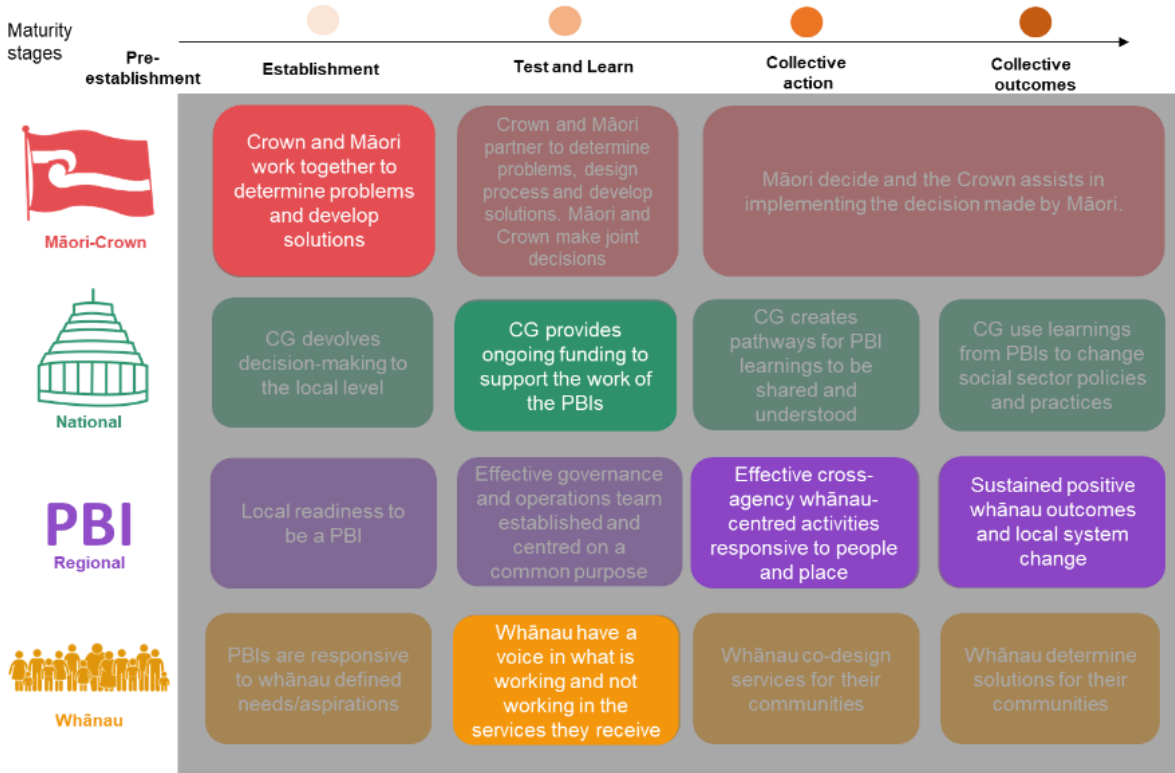 Maturity
stages
Pre-
establishment
Establishment
Test and Learn
Collective
action
Collective
outcomes
Māori-Crown
Crown and Māori
work together to
determine problems
and develop
solutions
Crown and Māori
partner to determine
problems, design
process and develop
solutions. Māori and
Crown make joint
decisions
Māori decide and the Crown assists in
implementing the decision made by Māori.
National
CG devolves
decision-making to
the local level
CG provides
ongoing funding to
support the work of
the PBIs
CG creates
pathways for PBI
learnings to be
shared and
understood
CG use learnings
from PBIs to change
social sector policies
and practices
PBI
Regional
Local readiness to
be a PBI
Effective governance
and operations team
established and
centred on a
common purpose
Effective cross-
agency whānau-
centred activities
responsive to people
and place
Sustained positive
whānau outcomes
and local system
change
Whānau
PBIs are responsive
to whānau defined
needs/aspirations
Whānau have a
voice in what is
working and not
working in the
services they receive
Whānau co-design
services for their
communities
Whānau determine
solutions for their
communities